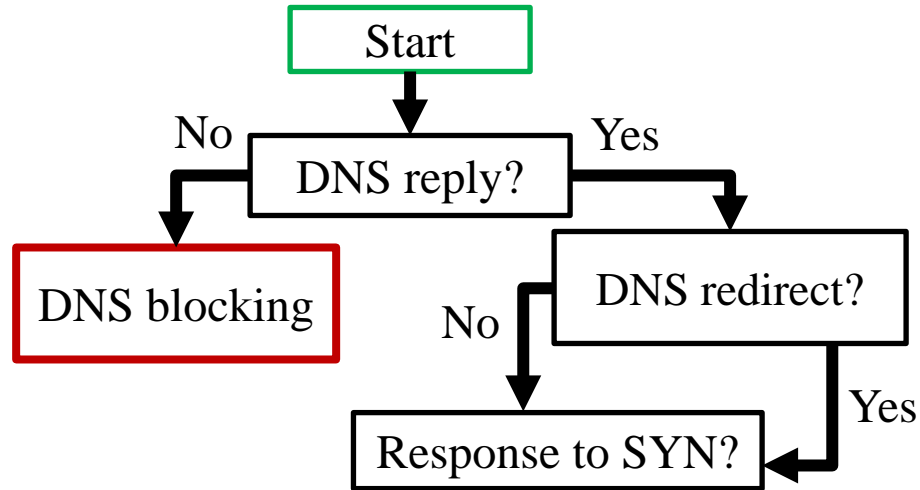 Start
No
Yes
DNS reply?
DNS blocking
DNS redirect?
No
Yes
Response to SYN?